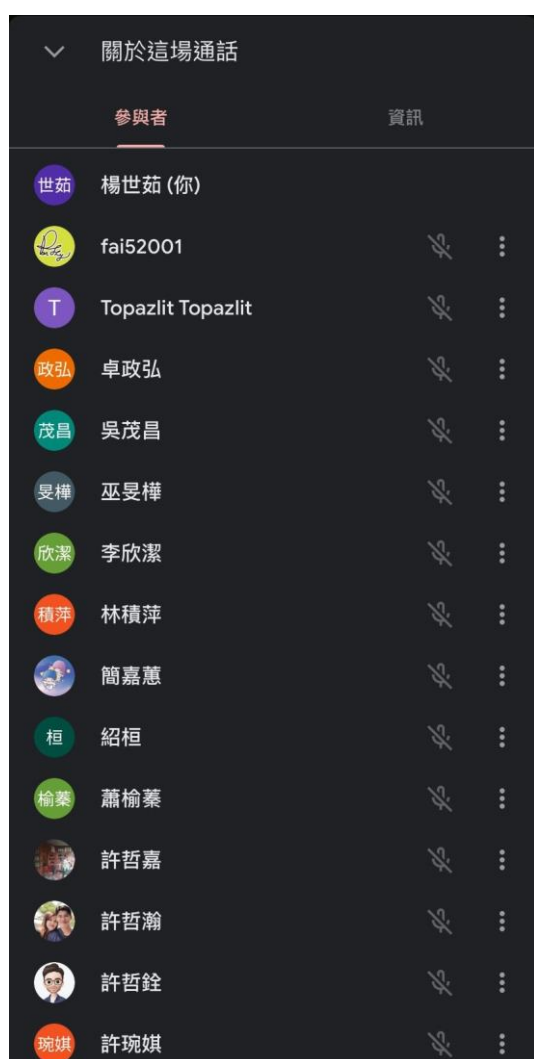 關於這場通話
參與者 資訊
世茹 楊世茹 (你)
fai52001
T Topazlit Topazlit
政弘 卓政弘
茂昌 吳茂昌
旻樺 巫旻樺
欣潔 李欣潔
積萍 林積萍
簡嘉蕙
桓 紹桓
榆蓁 蕭榆蓁
許哲嘉
許哲瀚
許哲銓
琬娸 許琬娸